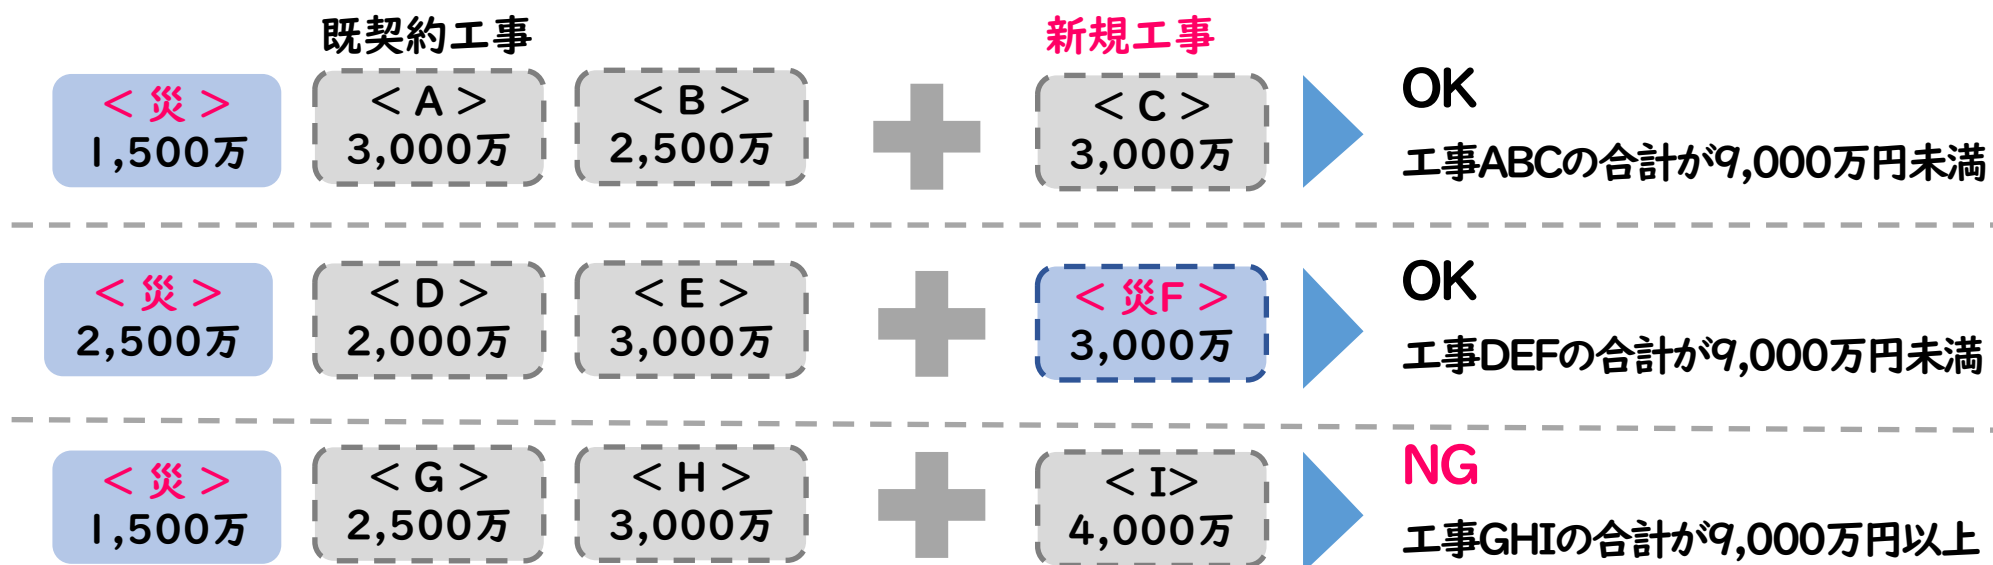 既契約工事 新規工事
＜ 災 ＞ ＜ A ＞ ＜ B ＞ ＜ C ＞ OK
1,500万 3,000万 2,500万 3,000万 工事ABCの合計が9,000万円未満
＜ 災 ＞ ＜ D ＞ ＜ E ＞ ＜ 災F ＞ OK
2,500万 2,000万 3,000万 3,000万 工事DEFの合計が9,000万円未満
＜ 災 ＞ ＜ G ＞ ＜ H ＞ ＜ I＞ NG
1,500万 2,500万 3,000万 4,000万 工事GHIの合計が9,000万円以上